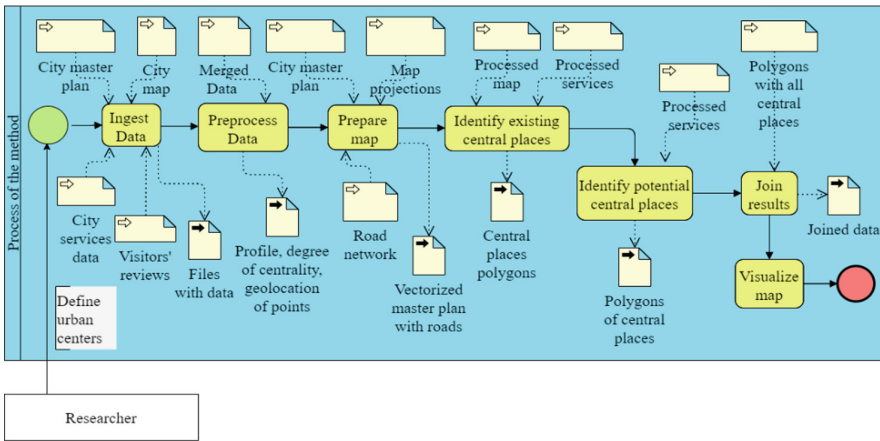 Process of the method
City master
plan
City
map
Merged
Data
City master
plan
Map
projections
Processed
map
Processed
services
Processed
services
Polygons
with all
central
places
Ingest
Data
Preprocess
Data
Prepare
map
Identify existing
central places
Identify potential
central places
Join
results
Visualize
map
City
services
data
Visitors'
reviews
Files
with data
Profile, degree
of centrality,
geolocation
of points
Road
network
Vectorized
master plan
with roads
Central
places
polygons
Polygons
of central
places
Joined data
Define
urban
centers
Researcher